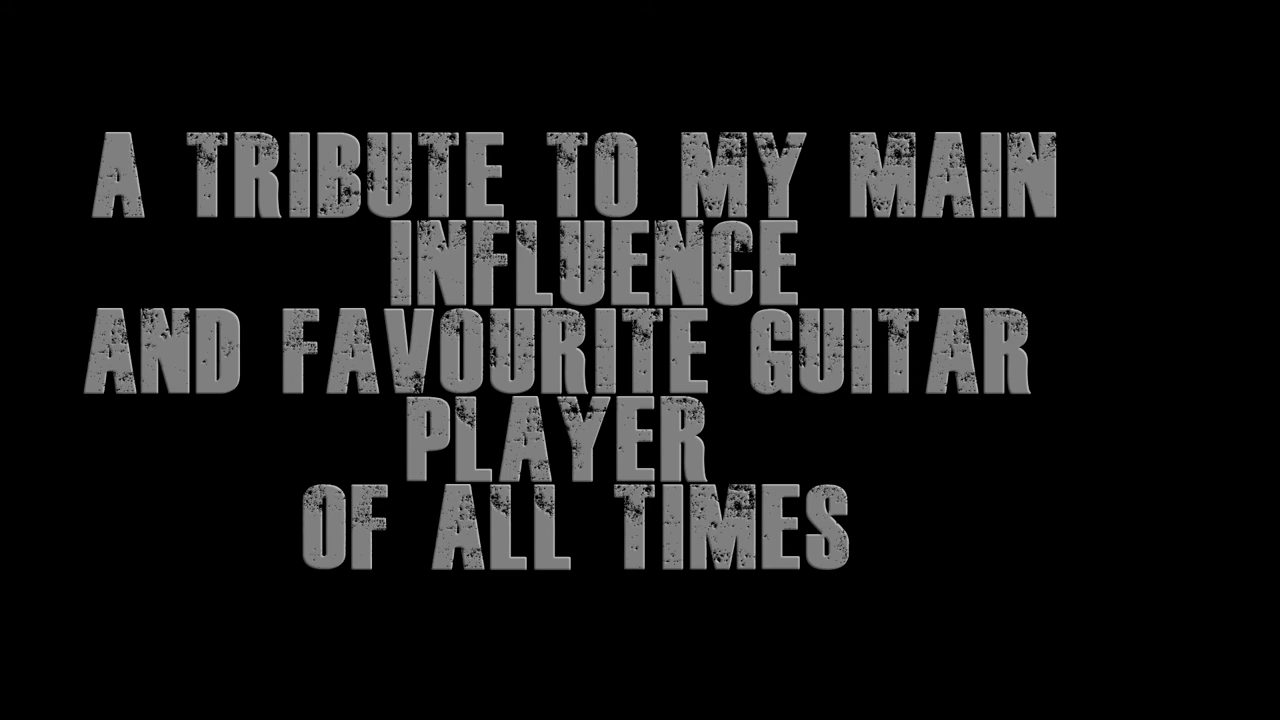 A TRIBUTE TO MY MAIN
INFLUENCE
AND FAVOURITE GUITAR
PLAYER
OF ALL TIMES